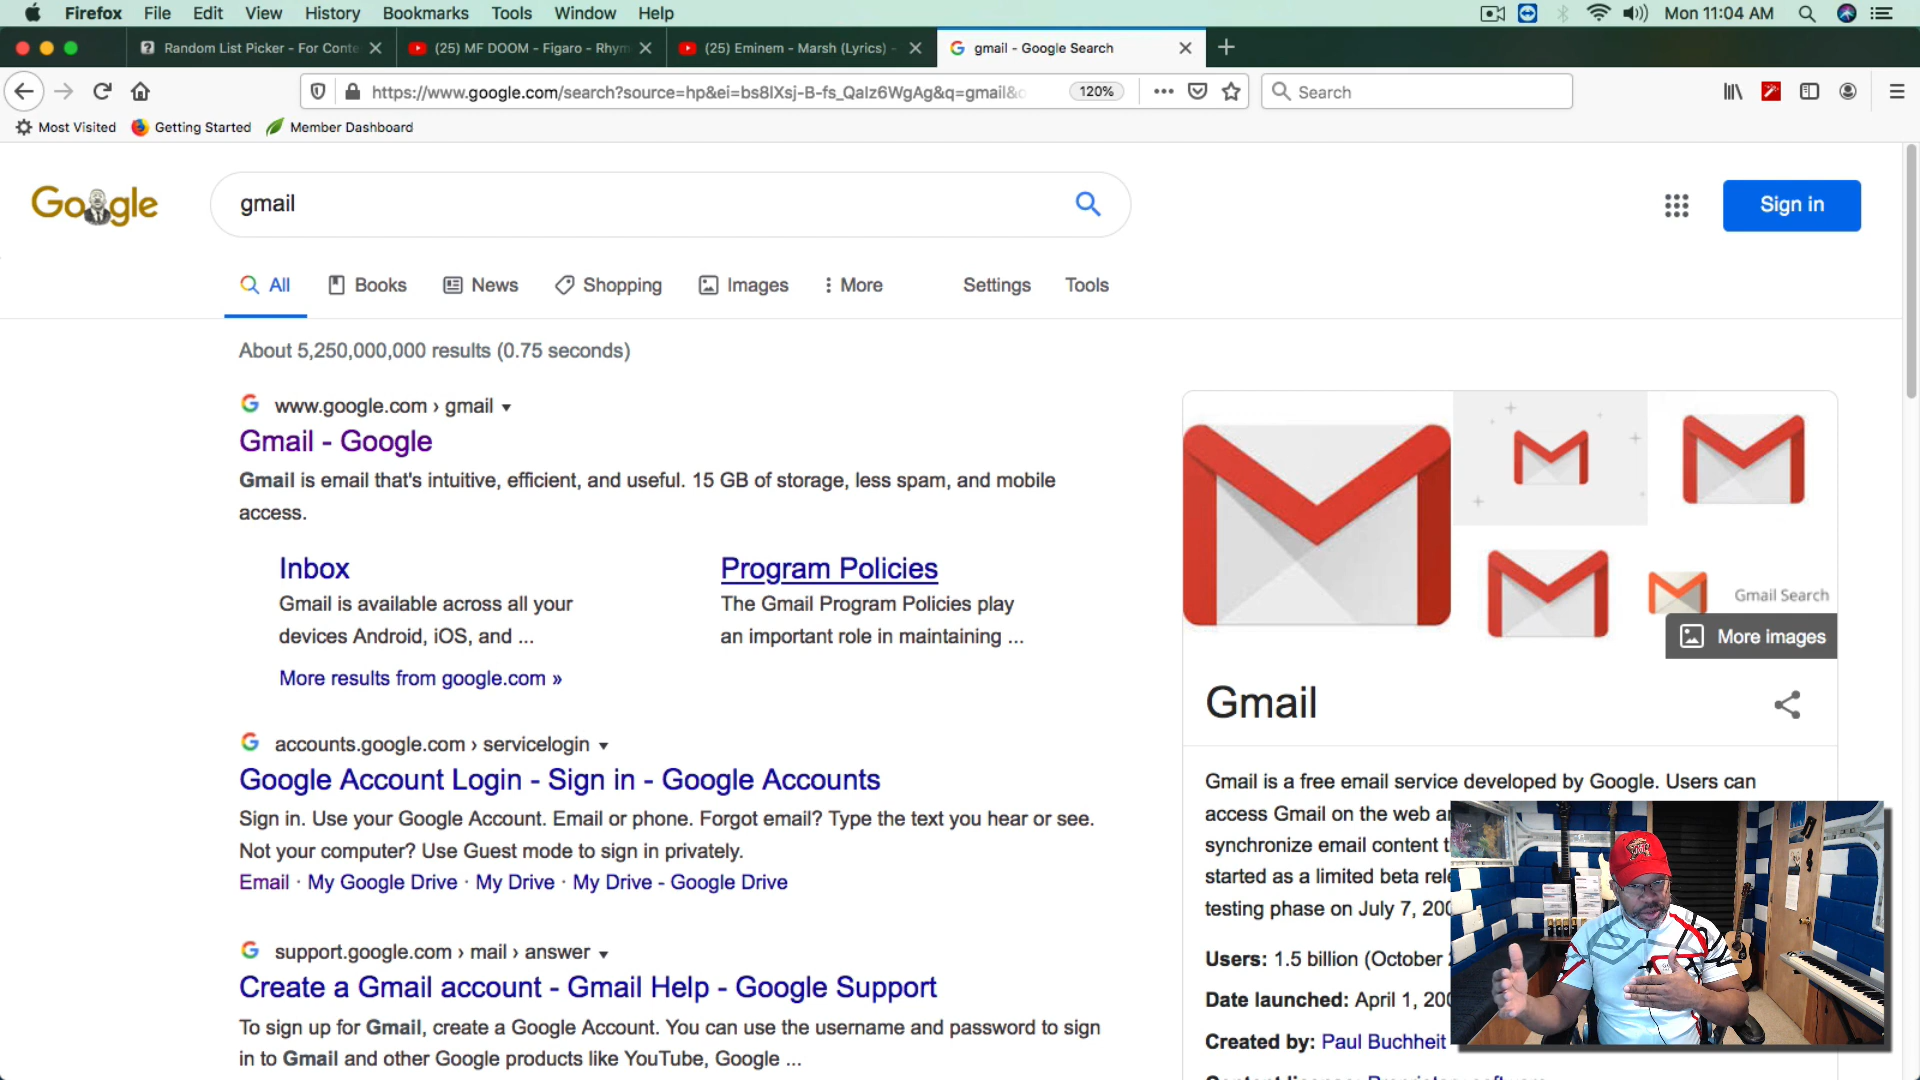 Firefox File Edit View History Bookmarks Tools Window Help Mon 11:04 AM
Random List Picker - For Conte (25) MF DOOM - Figaro - Rhym (25) Eminem - Marsh (Lyrics) - gmail - Google Search
https://www.google.com/search?source=hp&ei=bs8lXsj-B-fs_QaIz6WgAg&q=gmail& 120% Search
Most Visited Getting Started Member Dashboard
Google gmail Sign in
All Books News Shopping Images More Settings Tools
About 5,250,000,000 results (0.75 seconds)
www.google.com › gmail
Gmail - Google
Gmail is email that's intuitive, efficient, and useful. 15 GB of storage, less spam, and mobile
access.
Inbox
Gmail is available across all your
devices Android, iOS, and ...
Program Policies
The Gmail Program Policies play
an important role in maintaining ...
More results from google.com »
accounts.google.com › servicelogin
Google Account Login - Sign in - Google Accounts
Sign in. Use your Google Account. Email or phone. Forgot email? Type the text you hear or see.
Not your computer? Use Guest mode to sign in privately.
Email · My Google Drive · My Drive · My Drive - Google Drive
support.google.com › mail › answer
Create a Gmail account - Gmail Help - Google Support
To sign up for Gmail, create a Google Account. You can use the username and password to sign
in to Gmail and other Google products like YouTube, Google ...
Gmail Search
More images
Gmail
Gmail is a free email service developed by Google. Users can
access Gmail on the web
synchronize email content
started as a limited beta
testing phase on July 7,
Users: 1.5 billion (October
Date launched: April 1,
Created by: Paul Buchheit